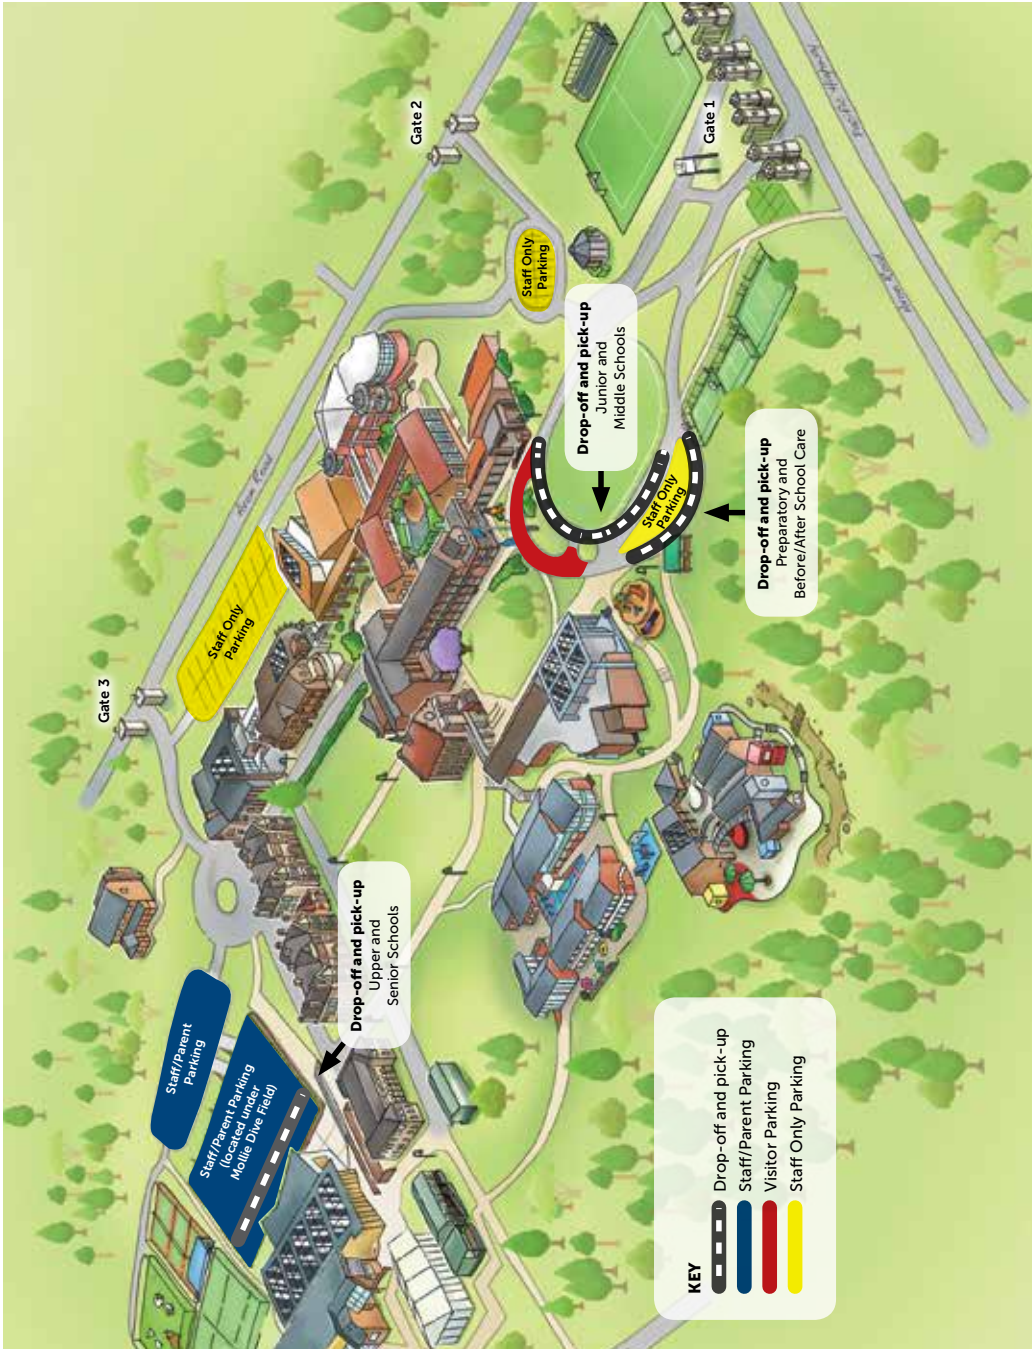 Gate 1
Gate 2
Gate 3
Staff Only
Parking
Staff Only
Parking
Staff Only
Parking
Drop-off and pick-up
Junior and
Middle Schools
Drop-off and pick-up
Preparatory and
Before/After School Care
Drop-off and pick-up
Upper and
Senior Schools
Staff/Parent
Parking
Staff/Parent Parking
(located under
Mollie Dive Field)
KEY
Drop-off and pick-up
Staff/Parent Parking
Visitor Parking
Staff Only Parking